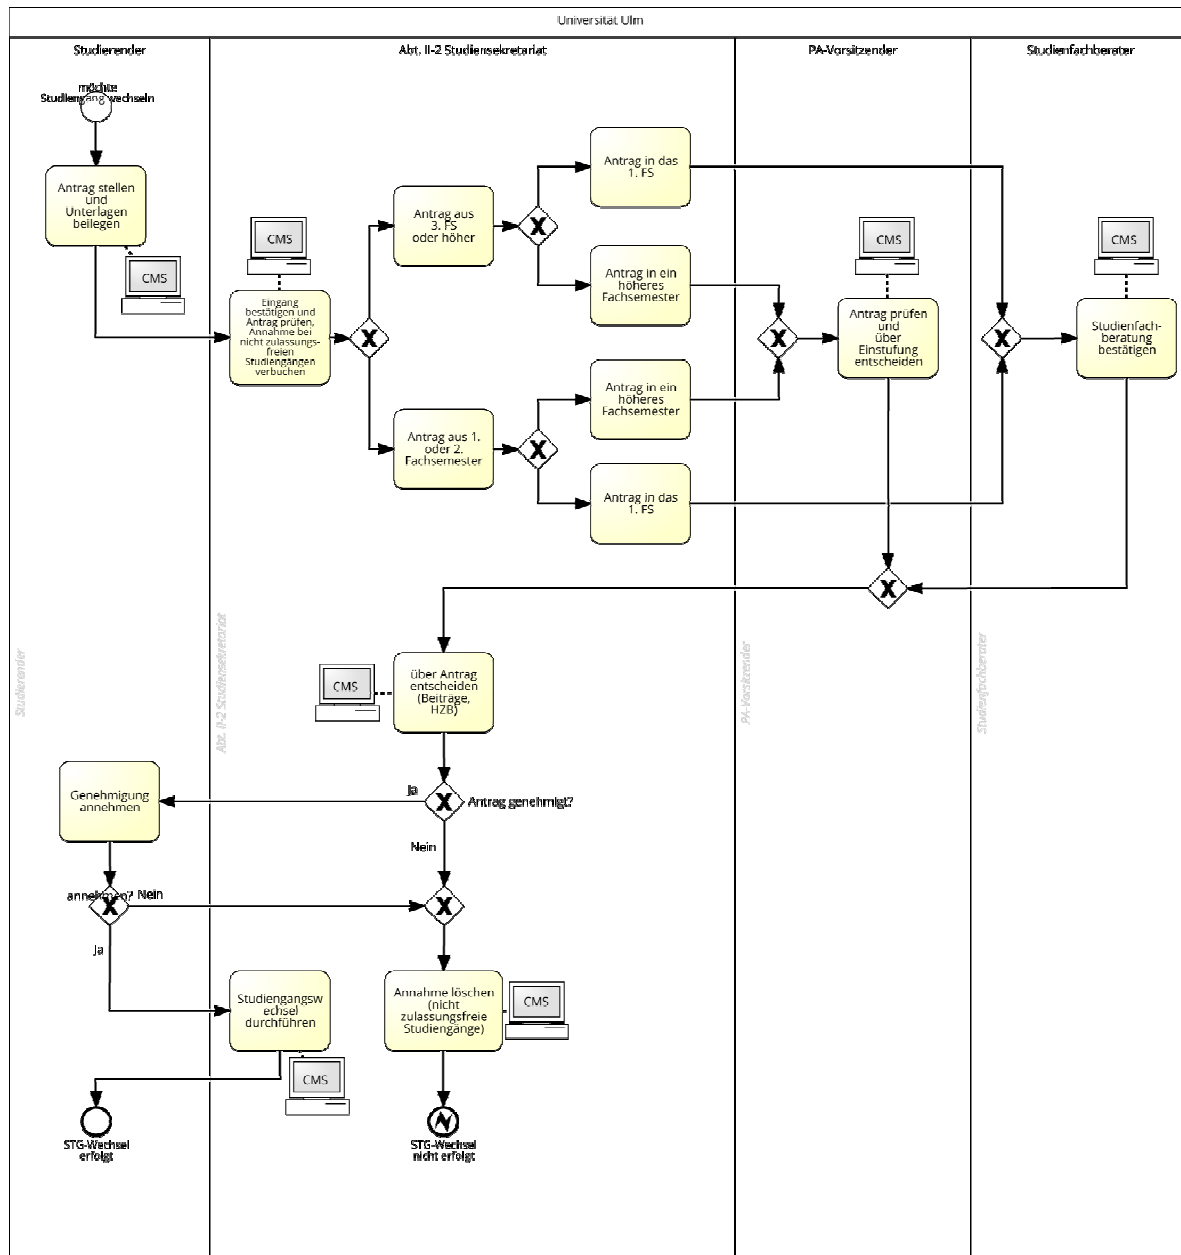 Universität Ulm
Studierender
Abt. II-2 Studiensekretariat
PA-Vorsitzender
Studienfachberater
möchte
Studiengang wechseln
Antrag stellen
und
Unterlagen
beilegen
CMS
CMS
Eingang
bestätigen und
Antrag prüfen,
Annahme bei
nicht zulassungs-
freien
Studiengängen
verbuchen
Antrag aus
3. FS
oder höher
Antrag aus 1.
oder 2.
Fachsemester
Antrag in das
1. FS
Antrag in ein
höheres
Fachsemester
Antrag in ein
höheres
Fachsemester
Antrag in das
1. FS
CMS
Antrag prüfen
und
über
Einstufung
entscheiden
CMS
Studienfach-
beratung
bestätigen
Studierender
Abt. II-2 Studiensekretariat
PA-Vorsitzender
Studienfachberater
CMS
über Antrag
entscheiden
(Beiträge,
HZB)
Ja
Antrag genehmigt?
Nein
Genehmigung
annehmen
annehmen?
Nein
Ja
Studiengangsw
echsel
durchführen
CMS
Annahme löschen
(nicht
zulassungsfreie
Studiengänge)
CMS
STG-Wechsel
erfolgt
STG-Wechsel
nicht erfolgt